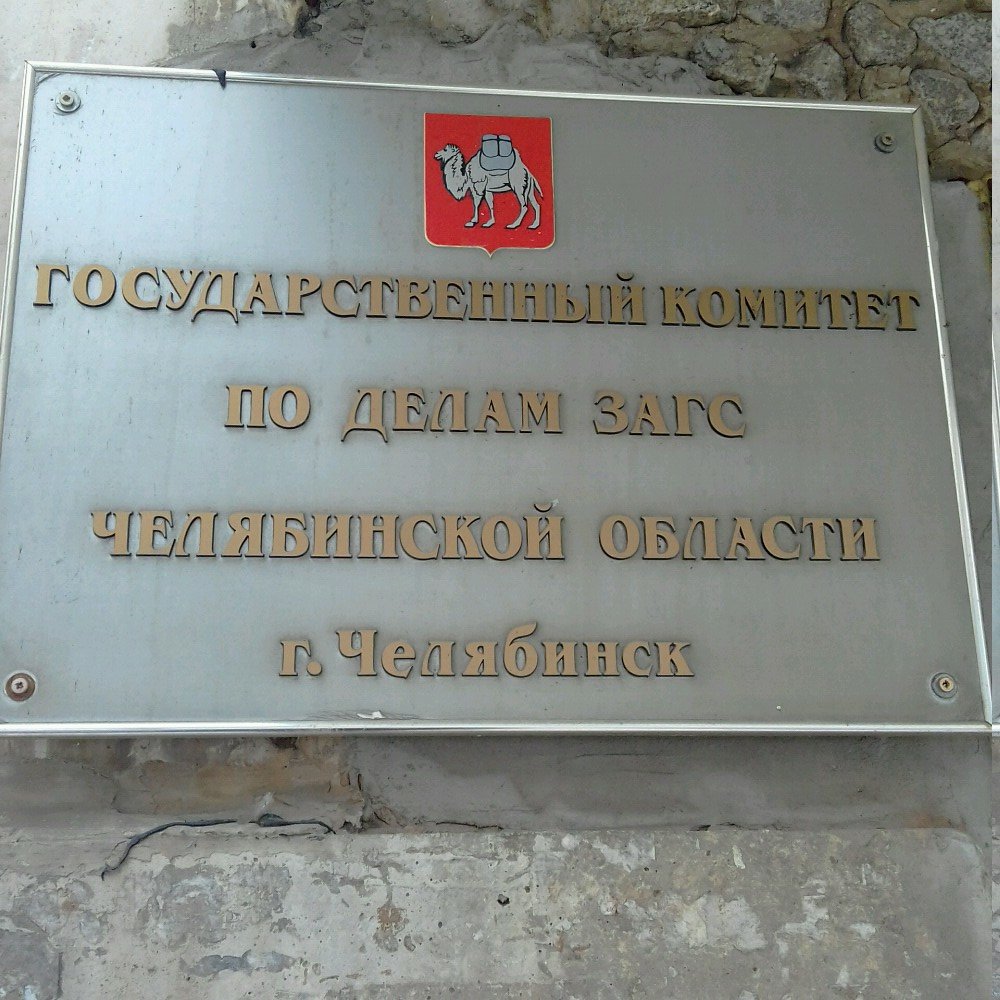 ГОСУДАРСТВЕННЫЙ КОМИТЕТ
ПО ДЕЛАМ ЗАГС
ЧЕЛЯБИНСКОЙ ОБЛАСТИ
г. Челябинск